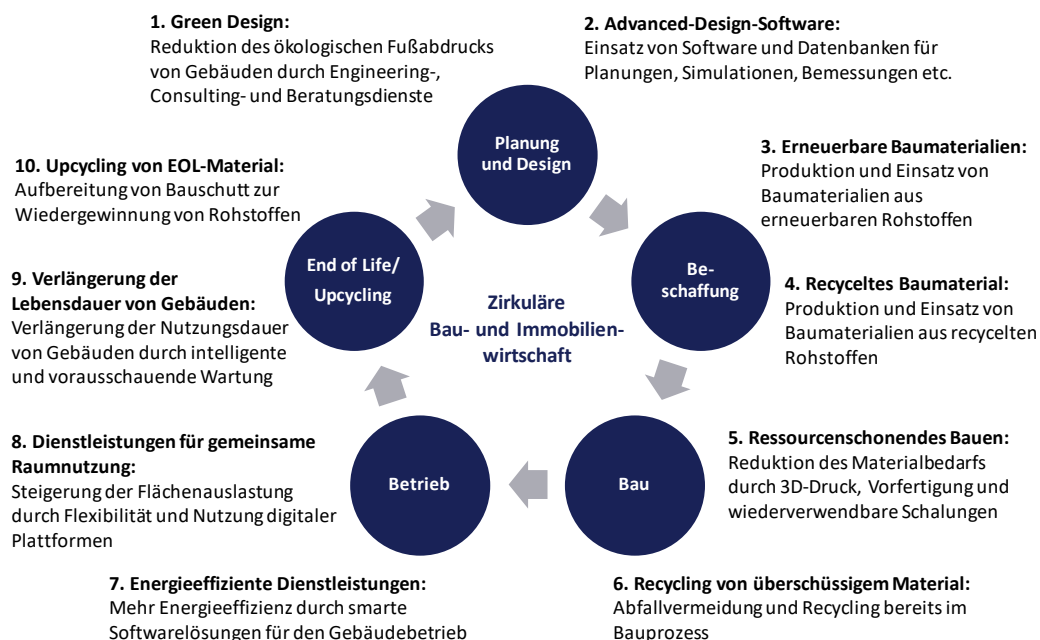 1. Green Design:
Reduktion des ökologischen Fußabdrucks
von Gebäuden durch Engineering-,
Consulting- und Beratungsdienste
2. Advanced-Design-Software:
Einsatz von Software und Datenbanken für
Planungen, Simulationen, Bemessungen etc.
Planung
und Design
3. Erneuerbare Baumaterialien:
Produktion und Einsatz von
Baumaterialien aus
erneuerbaren Rohstoffen
Be-
schaffung
4. Recyceltes Baumaterial:
Produktion und Einsatz von
Baumaterialien aus recycelten
Rohstoffen
5. Ressourcenschonendes Bauen:
Reduktion des Materialbedarfs
durch 3D-Druck, Vorfertigung und
wiederverwendbare Schalungen
Bau
6. Recycling von überschüssigem Material:
Abfallvermeidung und Recycling bereits im
Bauprozess
7. Energieeffiziente Dienstleistungen:
Mehr Energieeffizienz durch smarte
Softwarelösungen für den Gebäudebetrieb
Betrieb
8. Dienstleistungen für gemeinsame
Raumnutzung:
Steigerung der Flächenauslastung
durch Flexibilität und Nutzung digitaler
Plattformen
9. Verlängerung der
Lebensdauer von Gebäuden:
Verlängerung der Nutzungsdauer
von Gebäuden durch intelligente
und vorausschauende Wartung
End of Life/
Upcycling
10. Upcycling von EOL-Material:
Aufbereitung von Bauschutt zur
Wiedergewinnung von Rohstoffen
Zirkuläre
Bau- und Immobilien-
wirtschaft